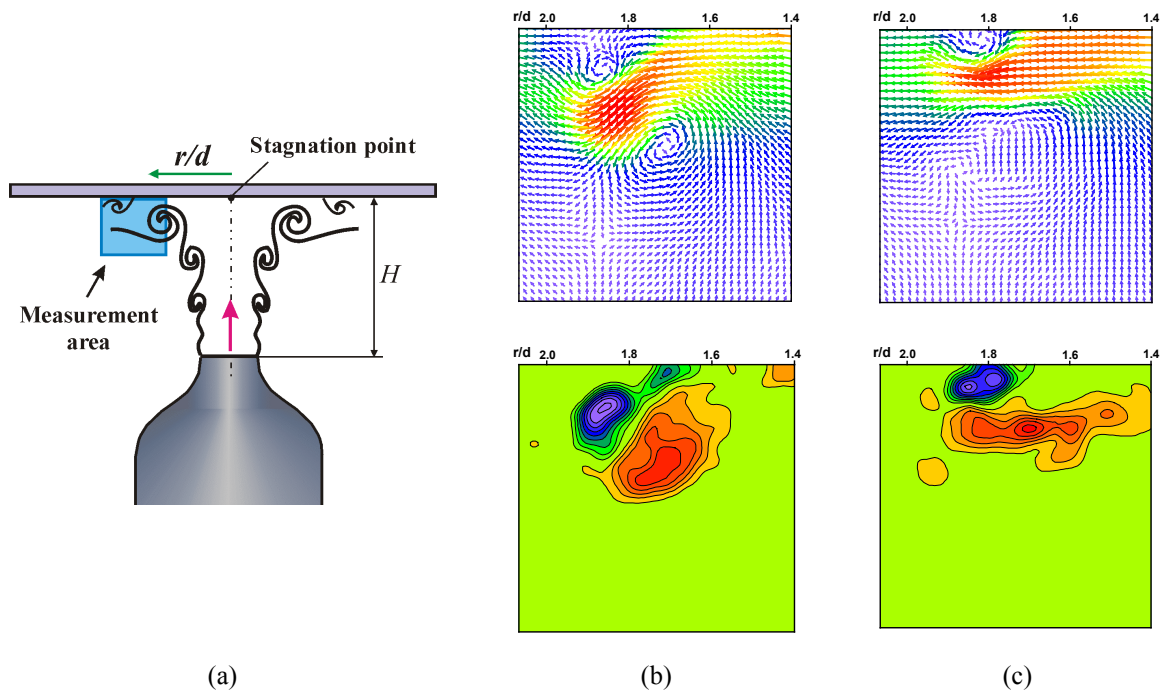 r/d
Stagnation point
H
Measurement
area
(a)
r/d 2.0 1.8 1.6 1.4
r/d 2.0 1.8 1.6 1.4
(b)
r/d 2.0 1.8 1.6 1.4
r/d 2.0 1.8 1.6 1.4
(c)